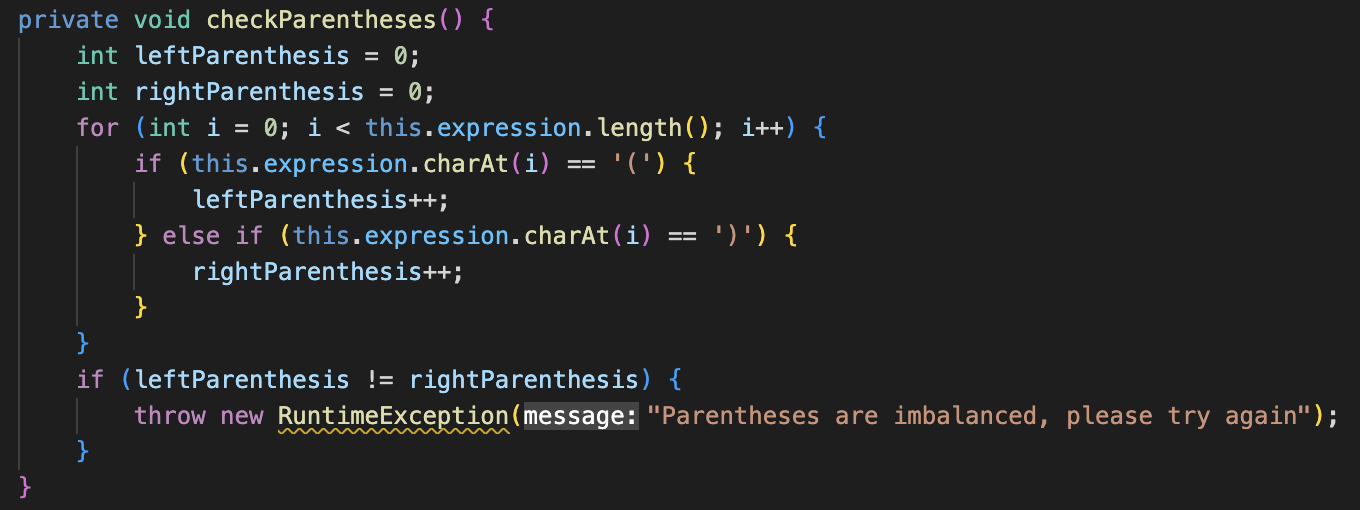 private void checkParentheses() {
    int leftParenthesis = 0;
    int rightParenthesis = 0;
    for (int i = 0; i < this.expression.length(); i++) {
        if (this.expression.charAt(i) == '(') {
            leftParenthesis++;
        } else if (this.expression.charAt(i) == ')') {
            rightParenthesis++;
        }
    }
    if (leftParenthesis != rightParenthesis) {
        throw new RuntimeException(message: "Parentheses are imbalanced, please try again");
    }
}